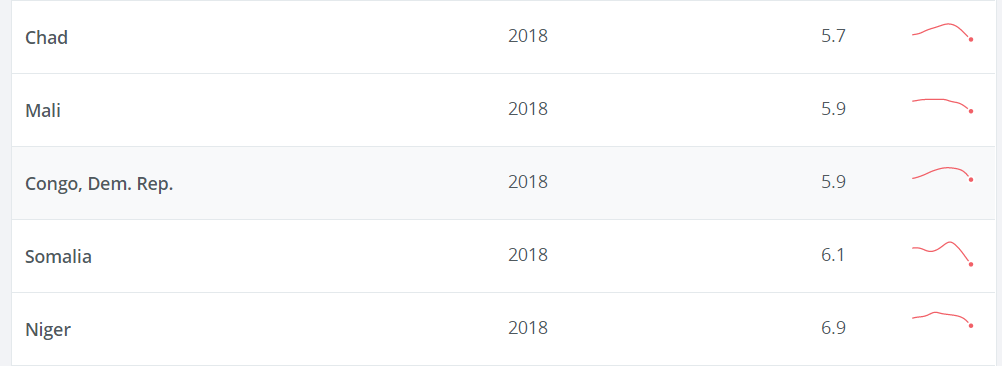 Chad 2018 5.7
Mali 2018 5.9
Congo, Dem. Rep. 2018 5.9
Somalia 2018 6.1
Niger 2018 6.9